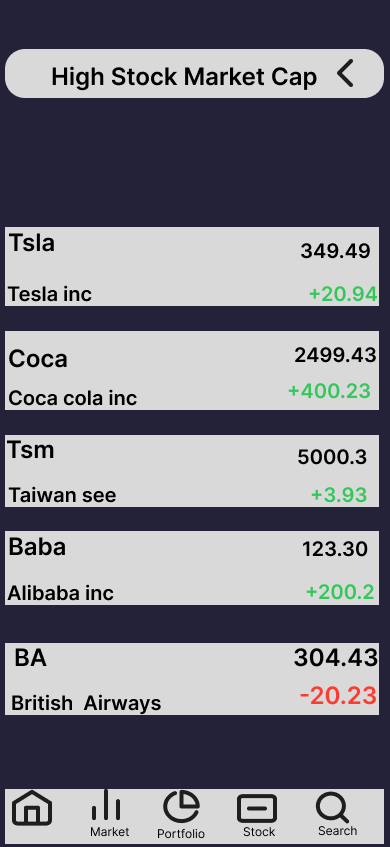 High Stock Market Cap
Tsla
349.49
Tesla inc
+20.94
Coca
2499.43
Coca cola inc
+400.23
Tsm
5000.3
Taiwan see
+3.93
Baba
123.30
Alibaba inc
+200.2
BA
304.43
British Airways
-20.23
Market
Portfolio
Stock
Search